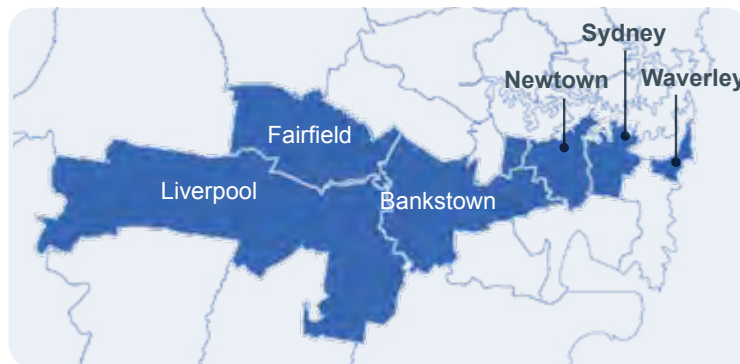 Sydney
Newtown
Waverley
Fairfield
Liverpool
Bankstown